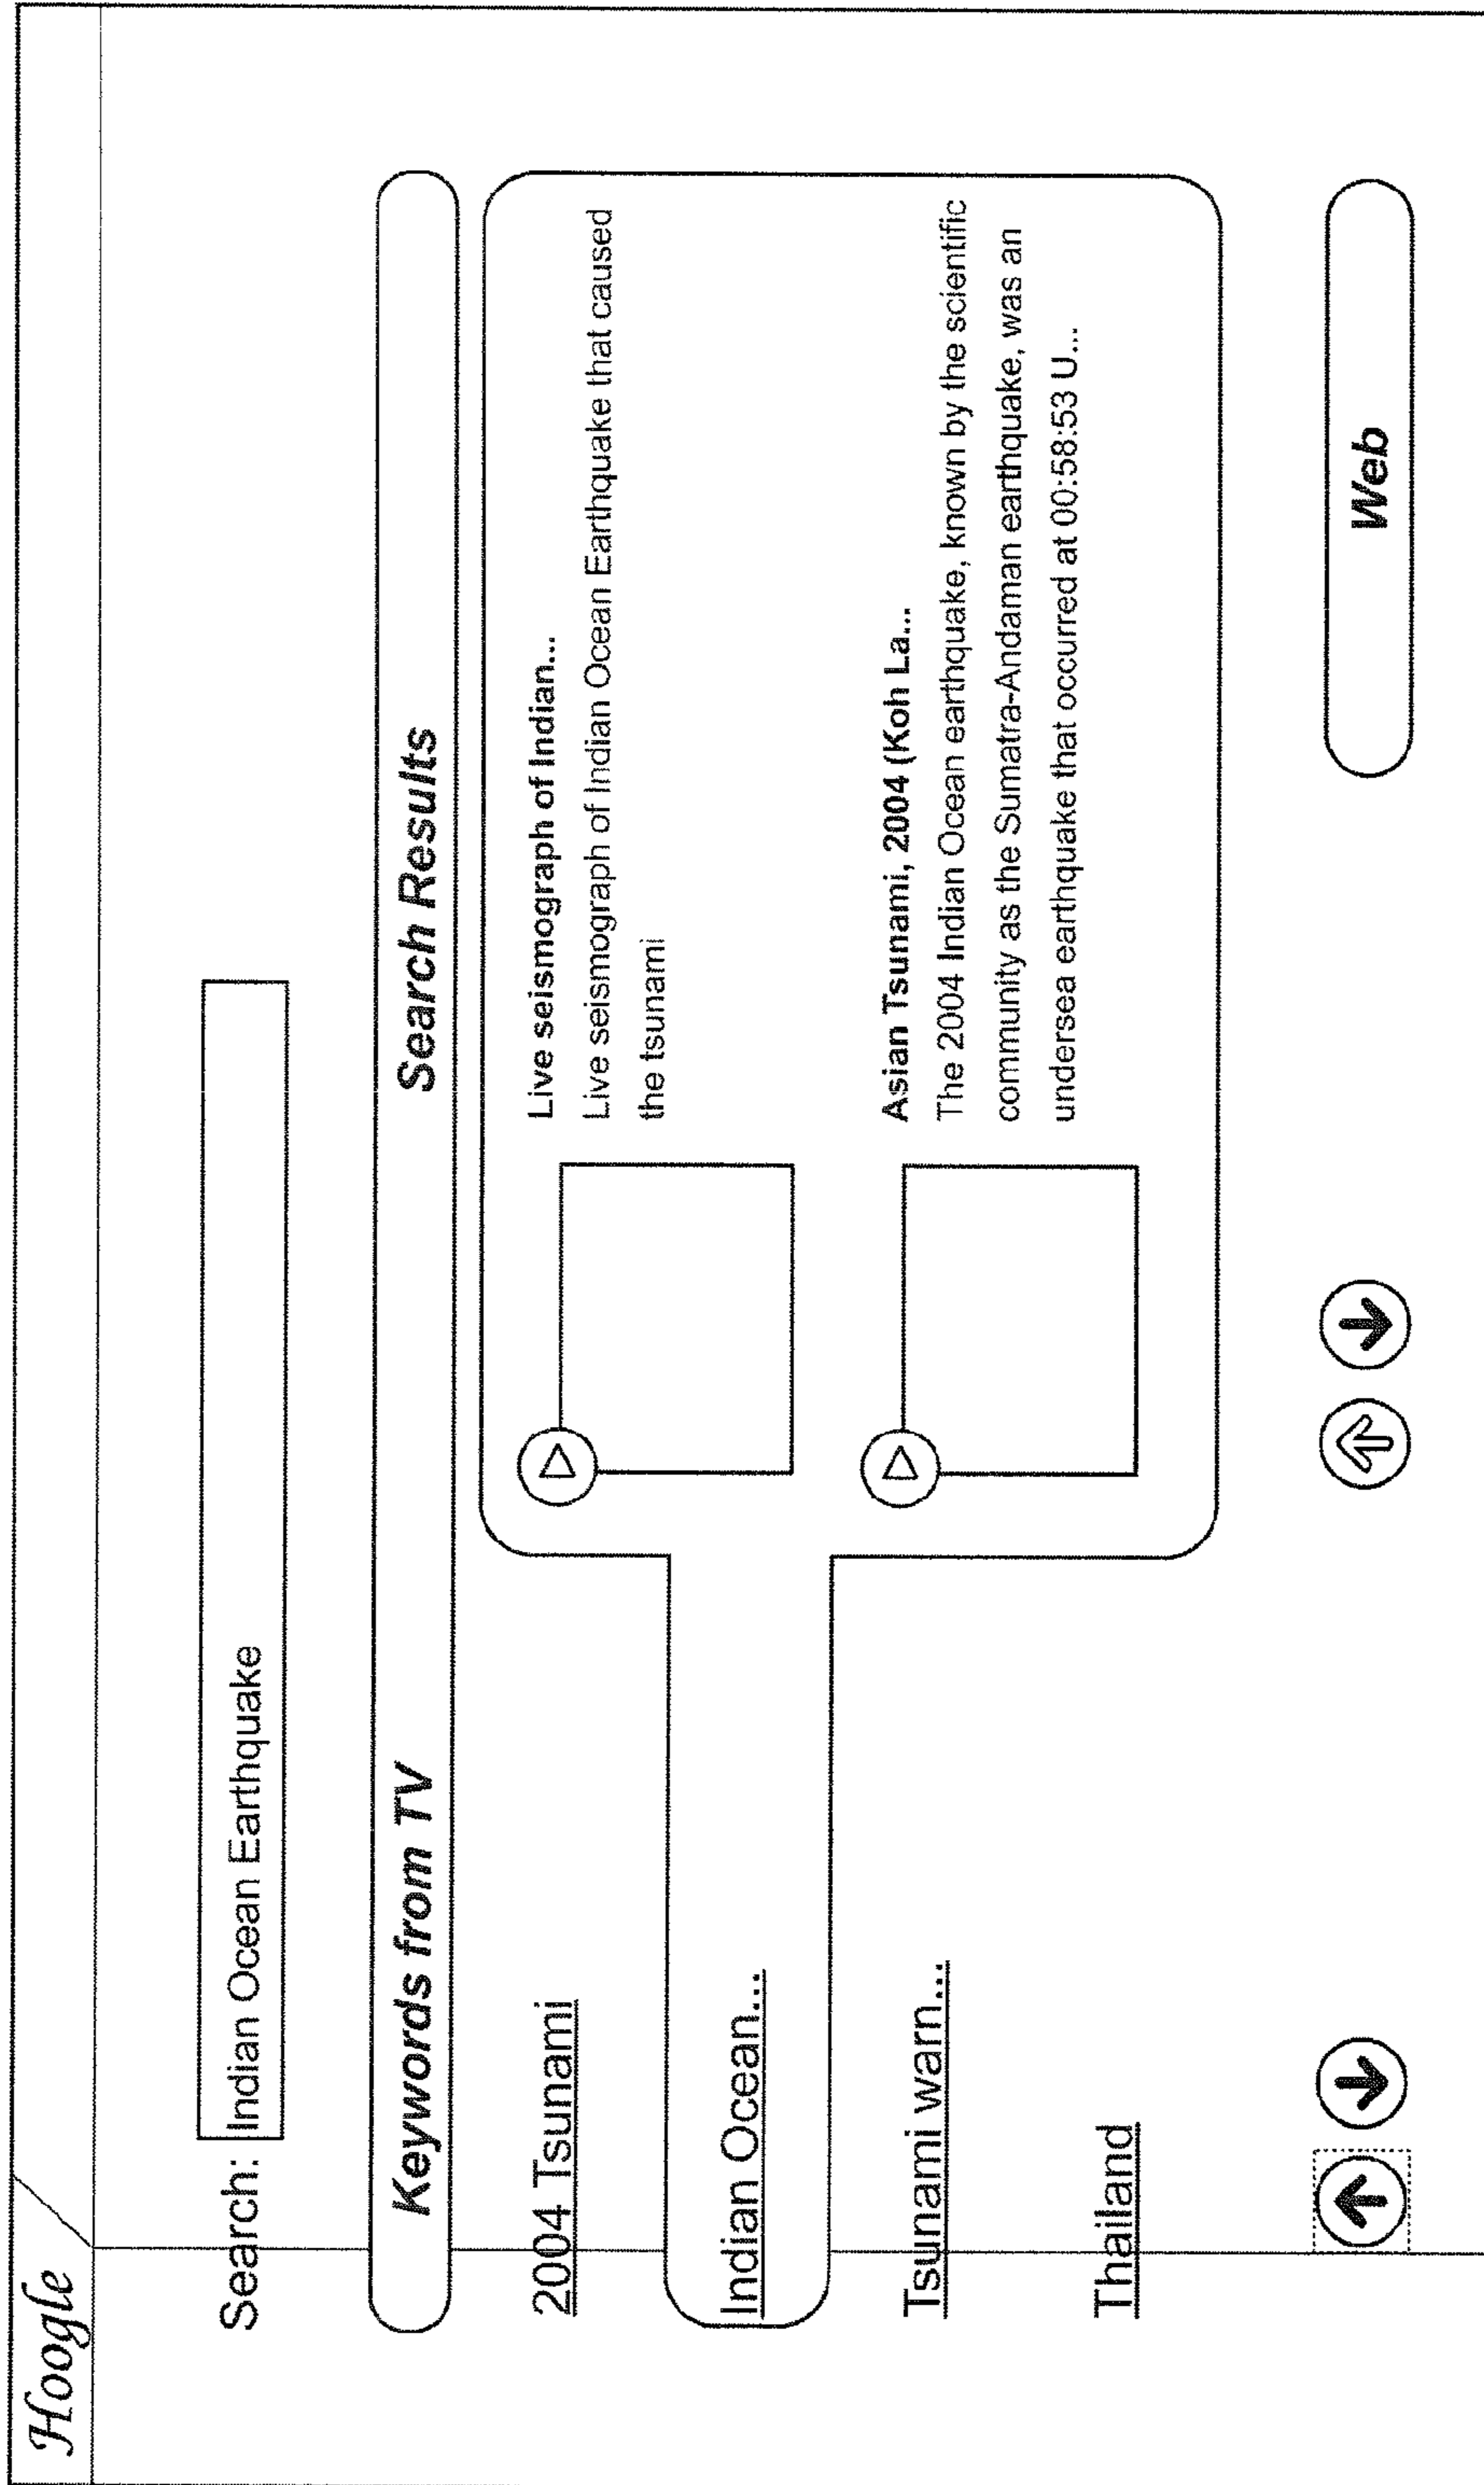 Hoogle
Search: Indian Ocean Earthquake
Keywords from TV
Search Results
2004 Tsunami
Indian Ocean...
Tsunami warn...
Thailand
Live seismograph of Indian...
Live seismograph of Indian Ocean Earthquake that caused
the tsunami
Asian Tsunami, 2004 (Koh La...
The 2004 Indian Ocean earthquake, known by the scientific
community as the Sumatra-Andaman earthquake, was an
undersea earthquake that occurred at 00:58:53 U...
Web